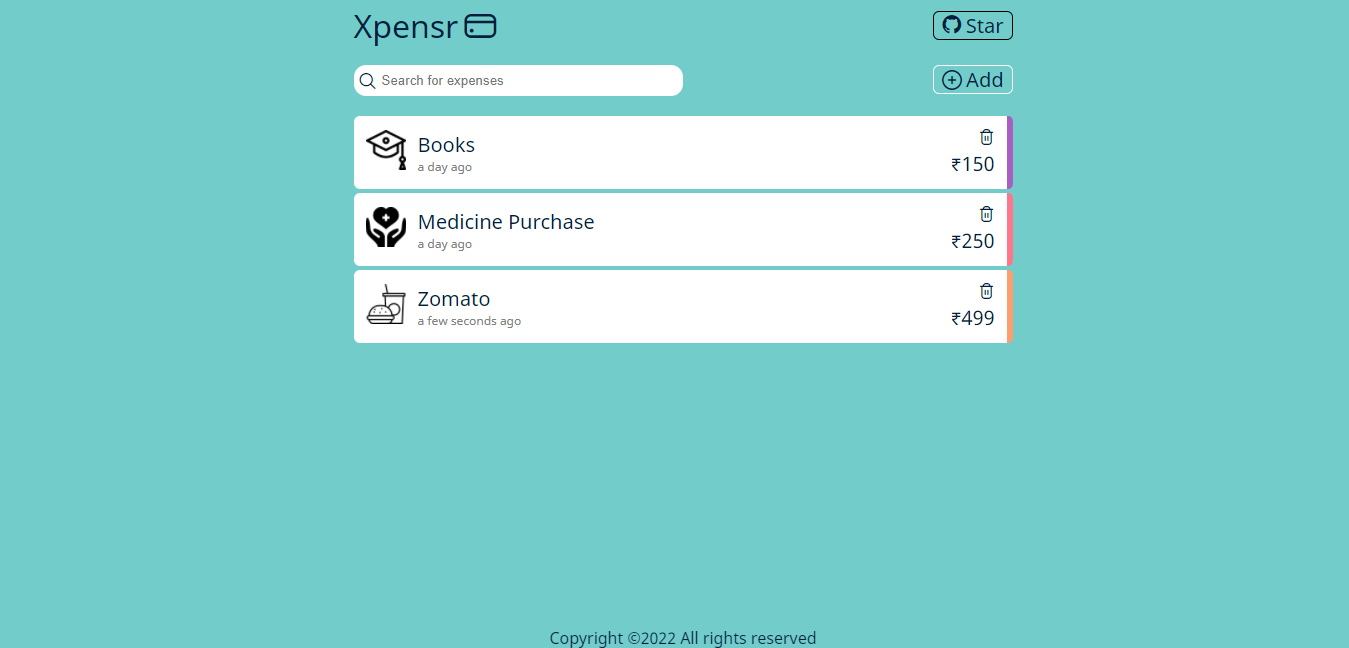 Xpensr
Star
Search for expenses
Add
Books
a day ago
₹150
Medicine Purchase
a day ago
₹250
Zomato
a few seconds ago
₹499
Copyright ©2022 All rights reserved